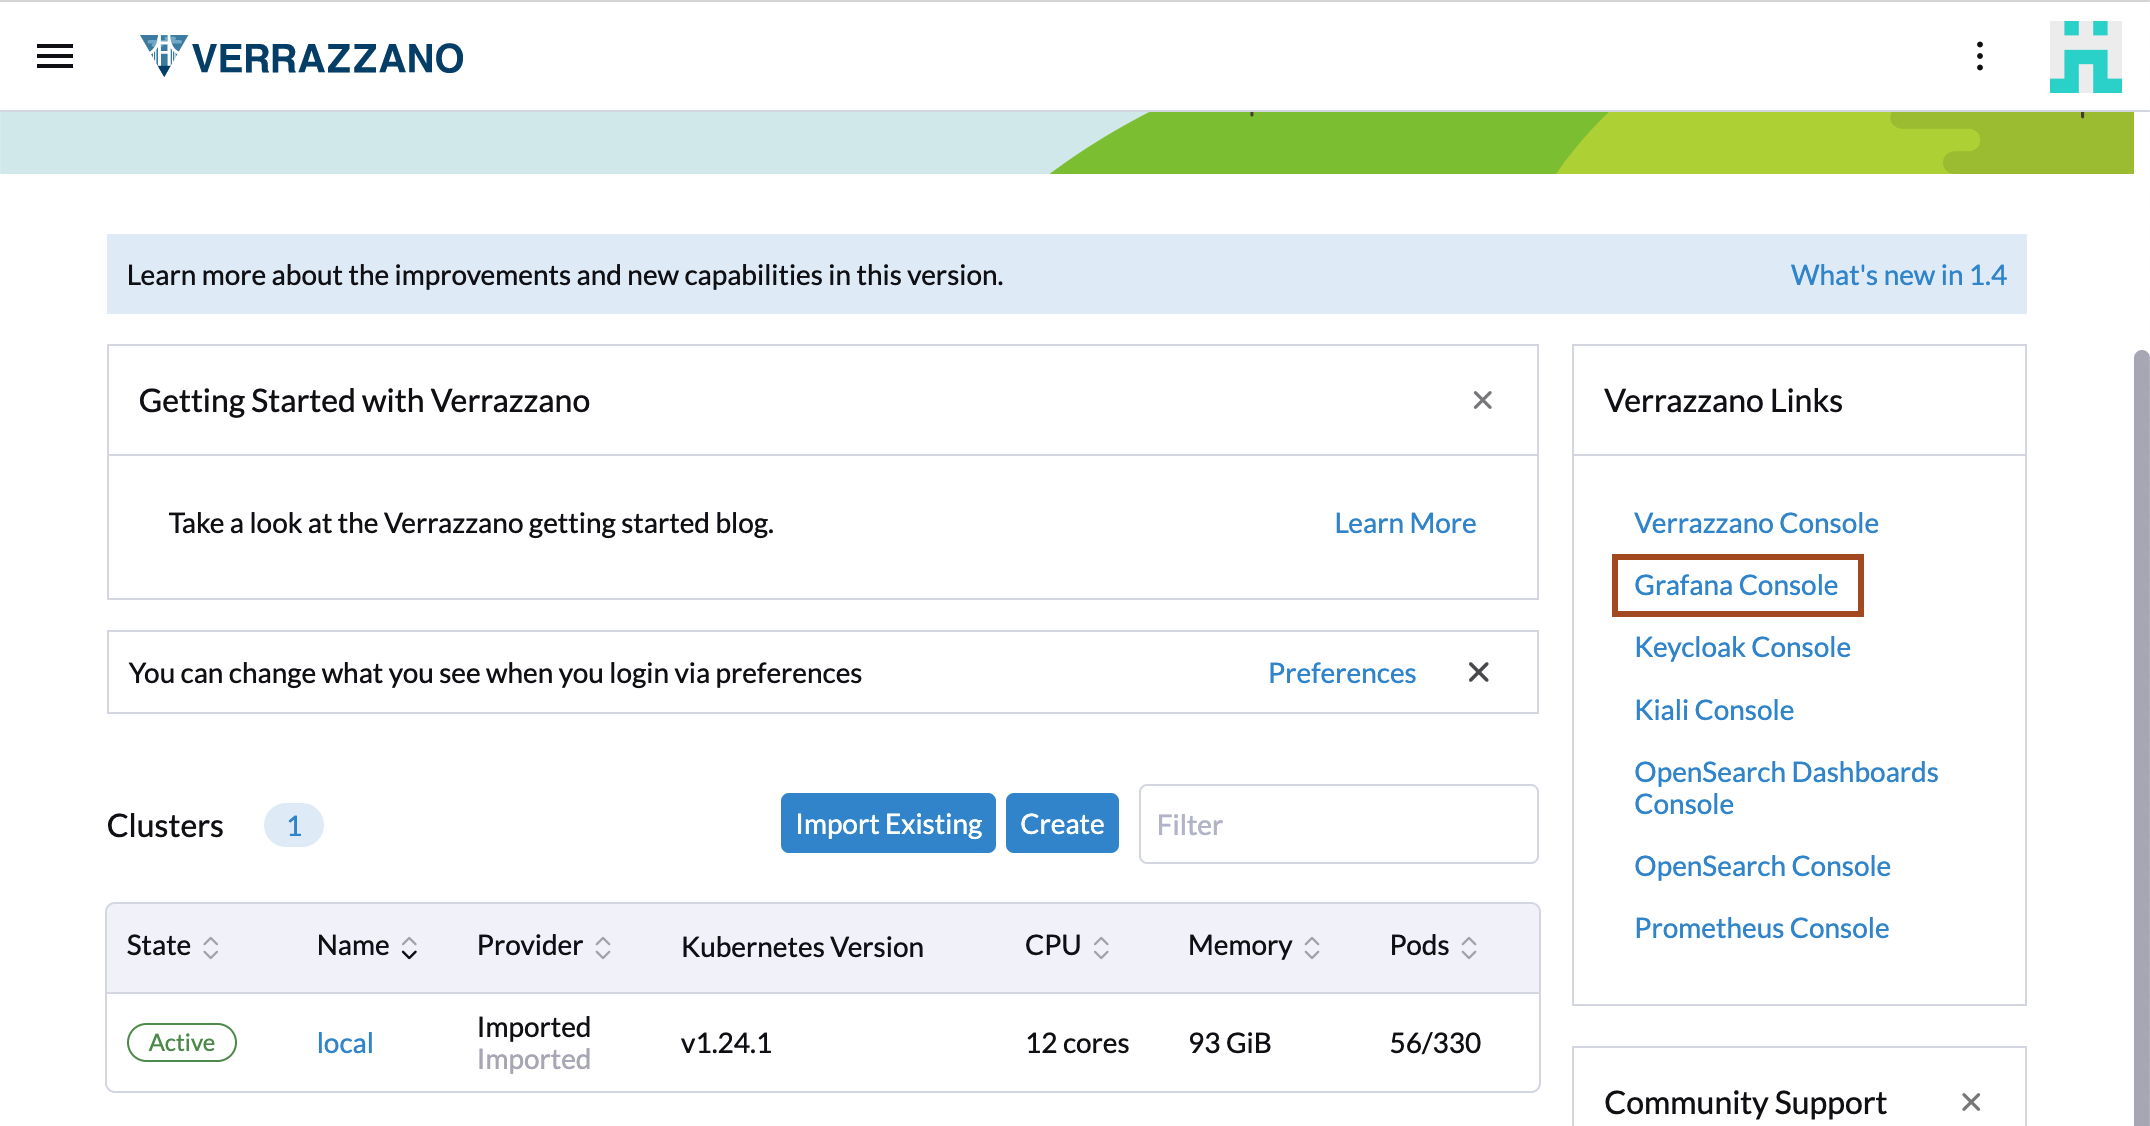 VERRAZZANO
Learn more about the improvements and new capabilities in this version.
What's new in 1.4
Getting Started with Verrazzano
Take a look at the Verrazzano getting started blog.
Learn More
You can change what you see when you login via preferences
Preferences
Clusters
1
Import Existing
Create
Filter
State
Name
Provider
Kubernetes Version
CPU
Memory
Pods
Active
local
Imported
Imported
v1.24.1
12 cores
93 GiB
56/330
Verrazzano Links
Verrazzano Console
Grafana Console
Keycloak Console
Kiali Console
OpenSearch Dashboards
Console
OpenSearch Console
Prometheus Console
Community Support